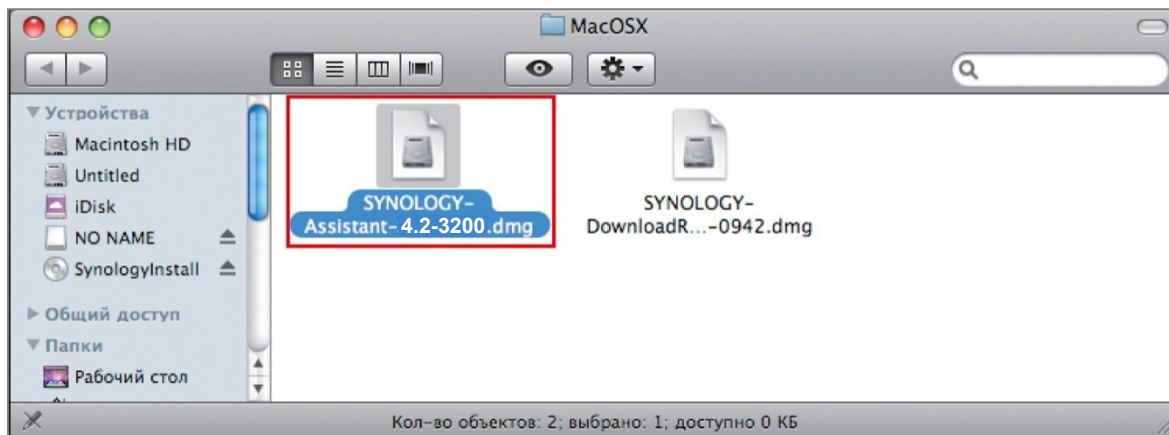 MacOSX
Устройства
Macintosh HD
Untitled
iDisk
NO NAME
SynologyInstall
Общий доступ
Папки
Рабочий стол
SYNOLOGY-
Assistant-4.2-3200.dmg
SYNOLOGY-
DownloadR...-0942.dmg
Кол-во объектов: 2; выбрано: 1; доступно 0 КБ